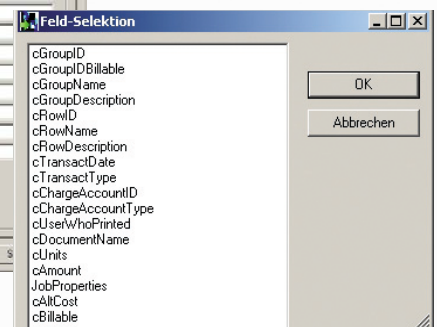 Feld-Selektion
cGroupID
cGroupIDBillable
cGroupName
cGroupDescription
cRowID
cRowName
cRowDescription
cTransactDate
cTransactType
cChargeAccountID
cChargeAccountType
cUserWhoPrinted
cDocumentName
cUnits
cAmount
JobProperties
cAltCost
cBillable
OK
Abbrechen